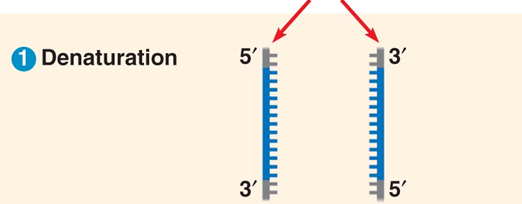 1 Denaturation
5′ 3′
3′ 5′